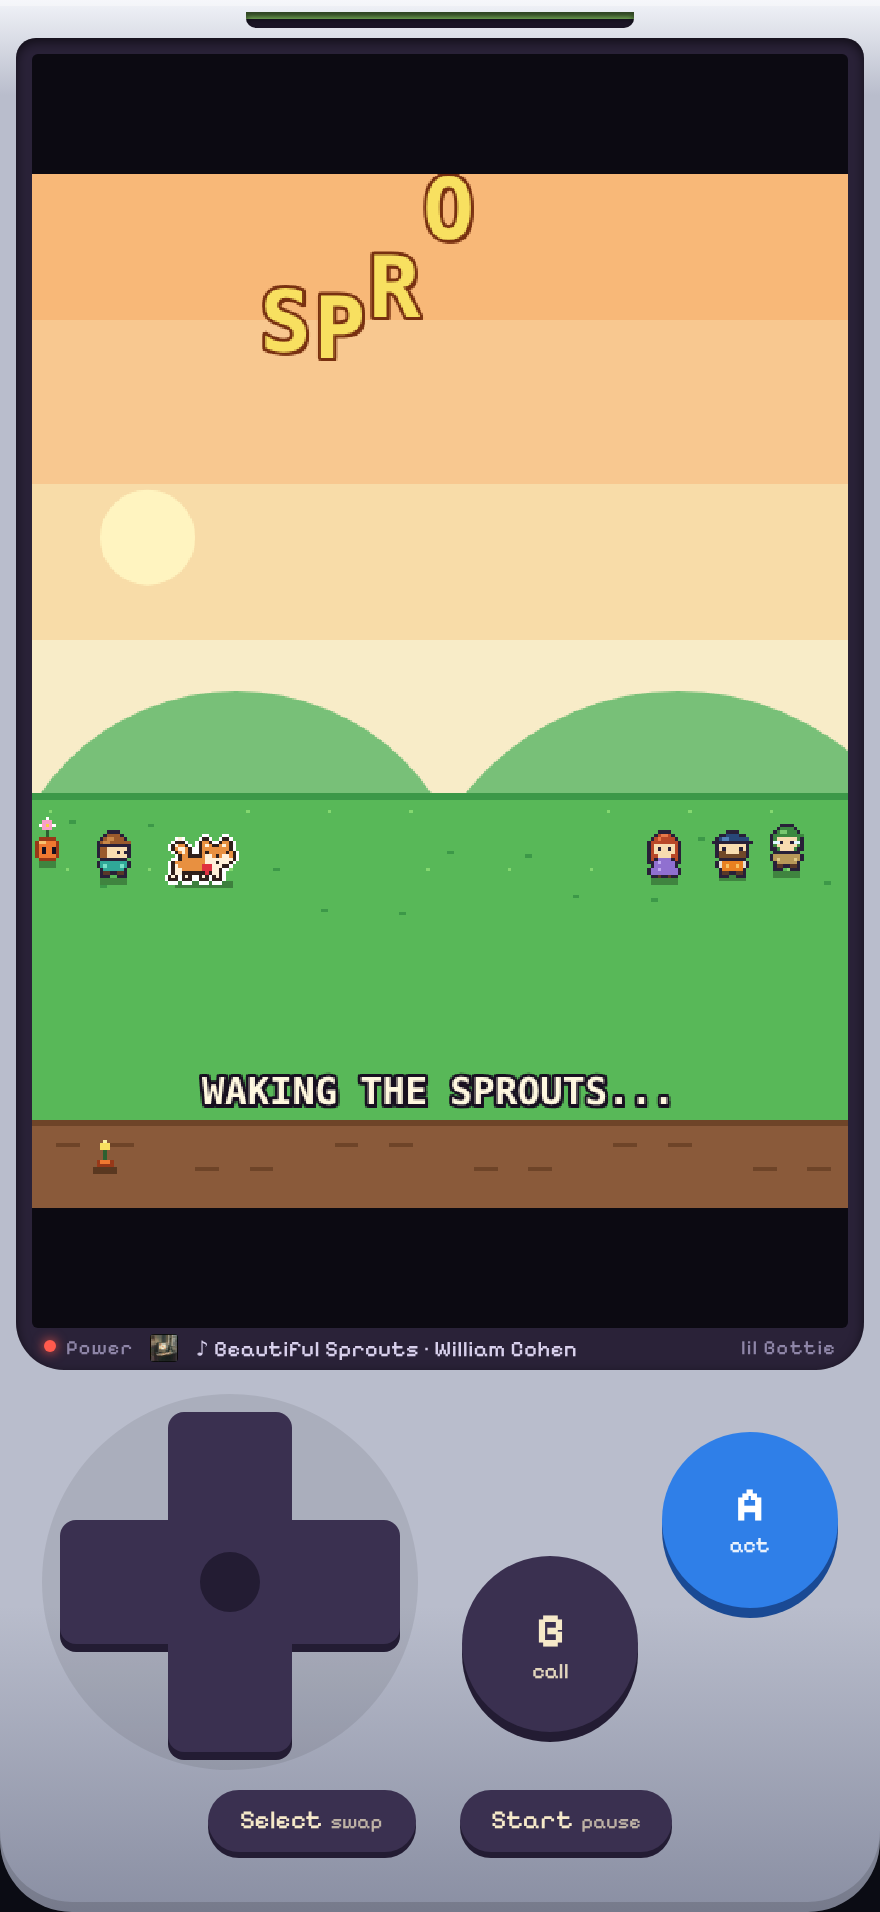 SPRO
WAKING THE SPROUTS...
Power
♪ Beautiful Sprouts · William Cohen
lil Bottie
A
act
B
call
Select swap
Start pause